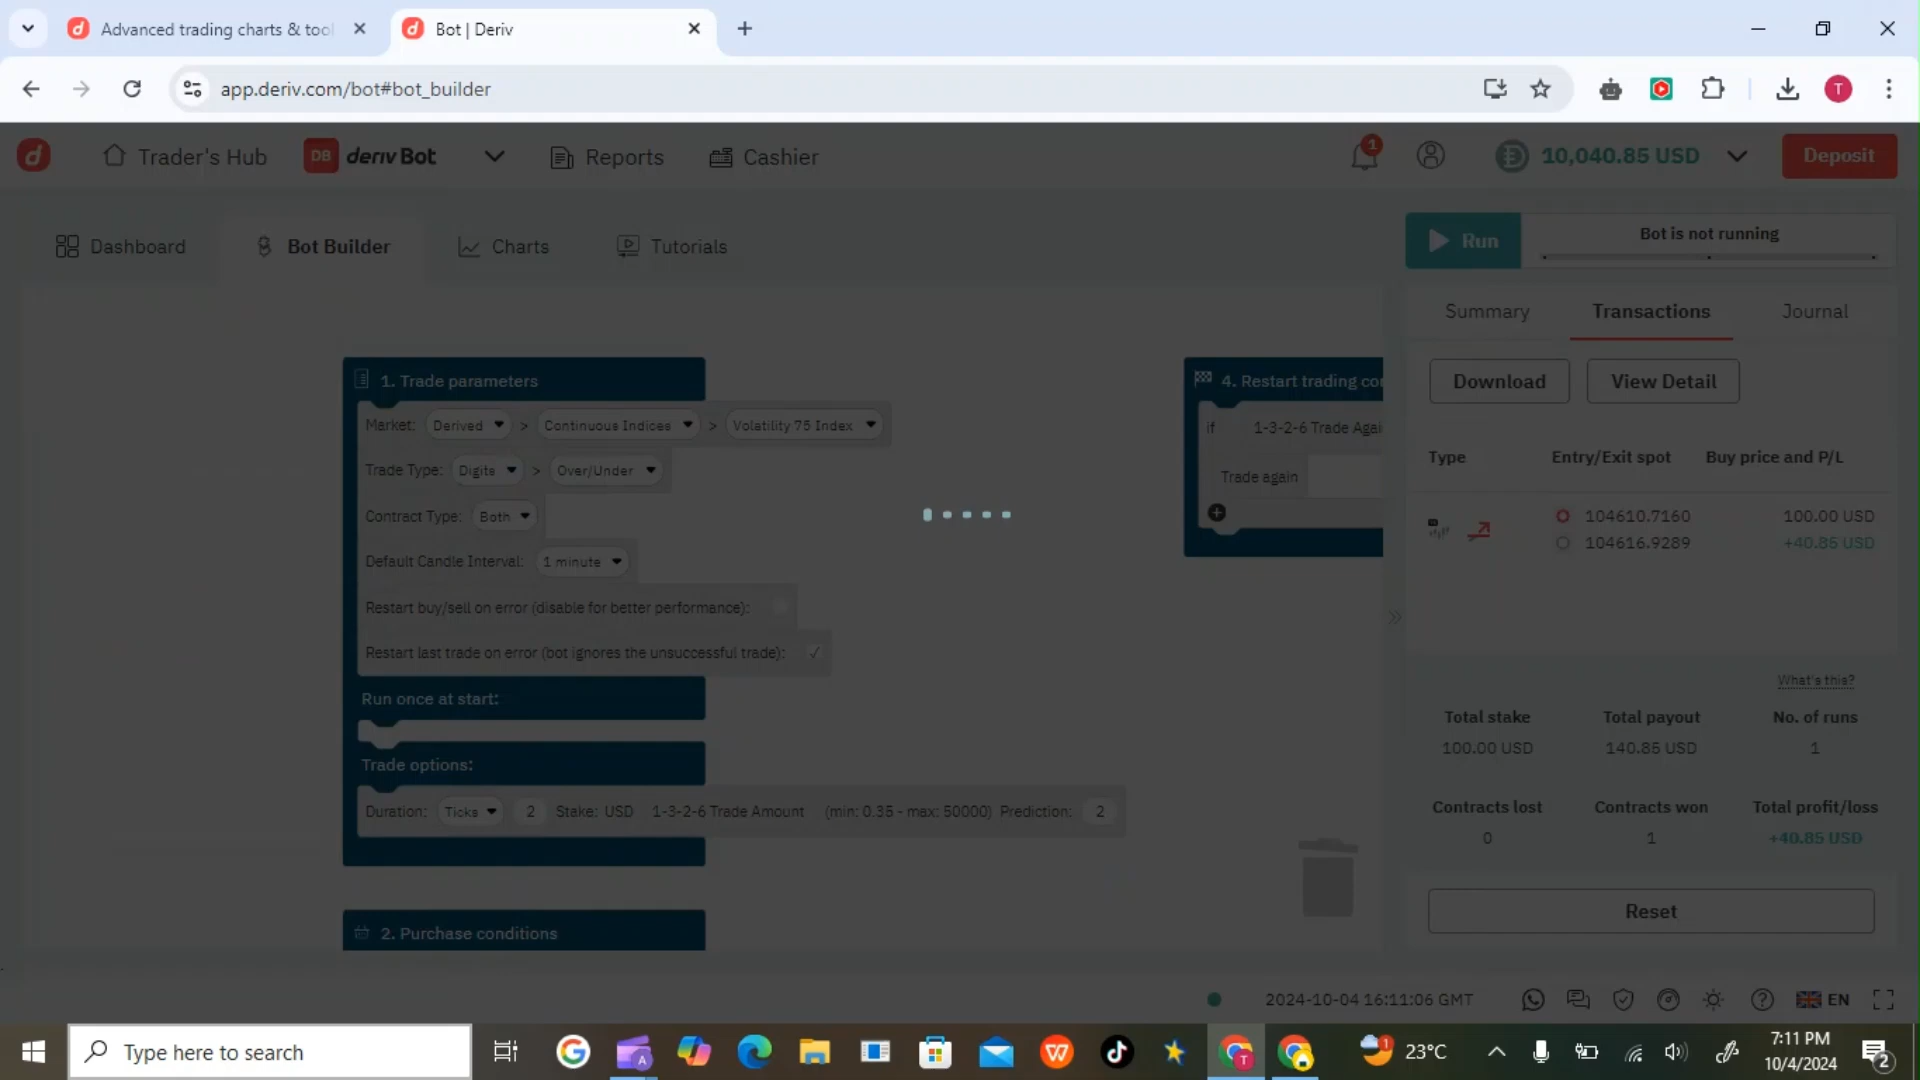 Advanced trading charts & tool
Bot | Deriv
app.deriv.com/bot#bot_builder
T
Trader's Hub
DB deriv Bot
Reports
Cashier
1
10,040.85 USD
Deposit
Dashboard
Bot Builder
Charts
Tutorials
Run
Bot is not running
Summary
Transactions
Journal
Download
View Detail
Type
Entry/Exit spot
Buy price and P/L
104610.7160
100.00 USD
104616.9289
+40.85 USD
What's this?
Total stake
Total payout
No. of runs
100.00 USD
140.85 USD
1
Contracts lost
Contracts won
Total profit/loss
0
1
+40.85 USD
Reset
1. Trade parameters
Market: Derived > Continuous Indices > Volatility 75 Index
Trade Type: Digits > Over/Under
Contract Type: Both
Default Candle Interval: 1 minute
Restart buy/sell on error (disable for better performance):
Restart last trade on error (bot ignores the unsuccessful trade):
Run once at start:
Trade options:
Duration: Ticks 2 Stake: USD 1-3-2-6 Trade Amount (min: 0.35 - max: 50000) Prediction: 2
2. Purchase conditions
4. Restart trading con
if 1-3-2-6 Trade Agai
Trade again
2024-10-04 16:11:06 GMT
EN
Type here to search
23°C
7:11 PM
10/4/2024
2